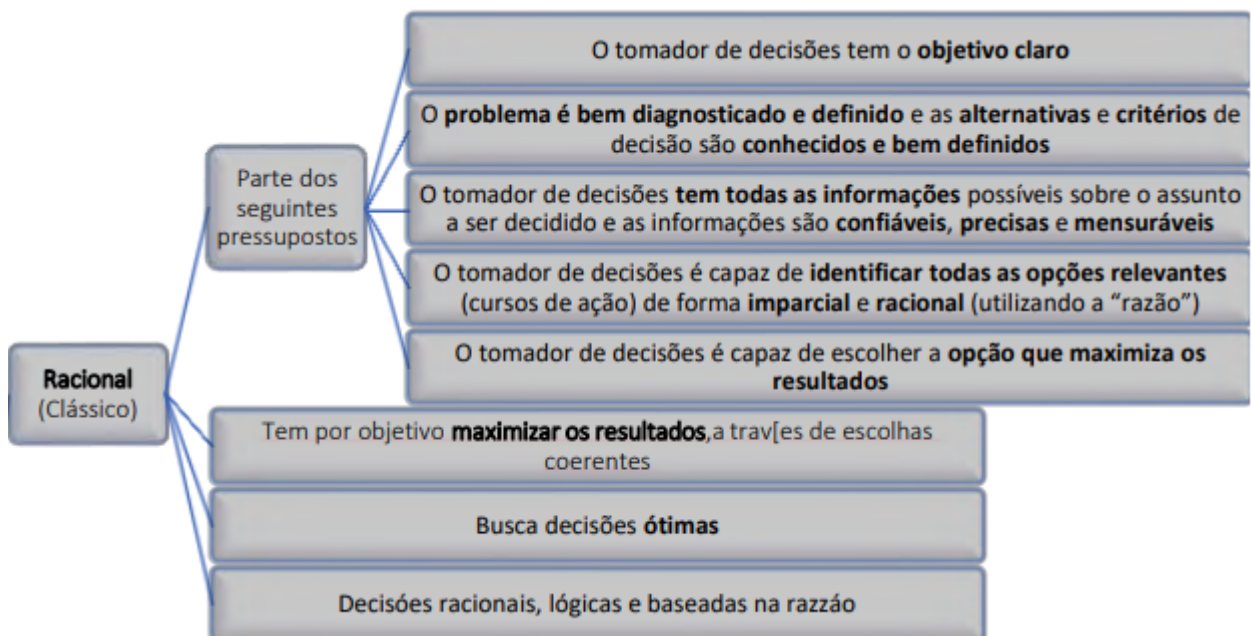 O tomador de decisões tem o objetivo claro
O problema é bem diagnosticado e definido e as alternativas e critérios de
decisão são conhecidos e bem definidos
Parte dos
seguintes
pressupostos
O tomador de decisões tem todas as informações possíveis sobre o assunto
a ser decidido e as informações são confiáveis, precisas e mensuráveis
O tomador de decisões é capaz de identificar todas as opções relevantes
(cursos de ação) de forma imparcial e racional (utilizando a “razão”)
O tomador de decisões é capaz de escolher a opção que maximiza os
resultados
Racional
(Clássico)
Tem por objetivo maximizar os resultados,a trav[es de escolhas
coerentes
Busca decisões ótimas
Decisóes racionais, lógicas e baseadas na razzáo